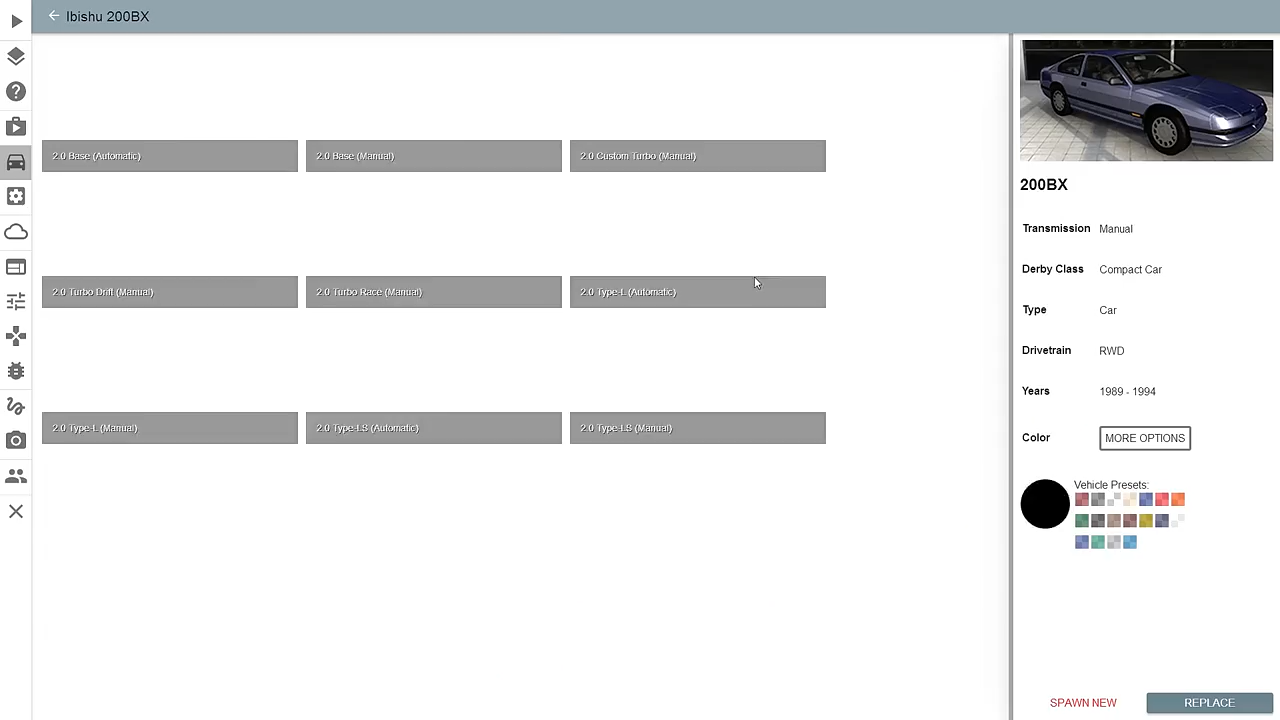 Ibishu 200BX
2.0 Base (Automatic)
2.0 Base (Manual)
2.0 Custom Turbo (Manual)
2.0 Turbo Drift (Manual)
2.0 Turbo Race (Manual)
2.0 Type-L (Automatic)
2.0 Type-L (Manual)
2.0 Type-LS (Automatic)
2.0 Type-LS (Manual)
200BX
Transmission Manual
Derby Class Compact Car
Type Car
Drivetrain RWD
Years 1989 - 1994
Color MORE OPTIONS
Vehicle Presets:
SPAWN NEW REPLACE